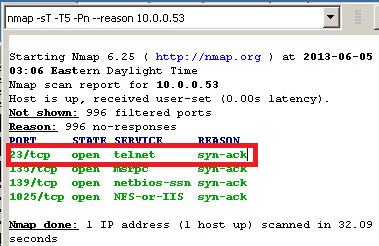 nmap -sT -T5 -Pn --reason 10.0.0.53
Starting Nmap 6.25 ( http://nmap.org ) at 2013-06-05
03:06 Eastern Daylight Time
Nmap scan report for 10.0.0.53
Host is up, received user-set (0.00s latency).
Not shown: 996 filtered ports
Reason: 996 no-responses
PORT STATE SERVICE REASON
23/tcp open telnet syn-ack
135/tcp open msrpc syn-ack
139/tcp open netbios-ssn syn-ack
1025/tcp open NFS-or-IIS syn-ack
Nmap done: 1 IP address (1 host up) scanned in 32.09
seconds